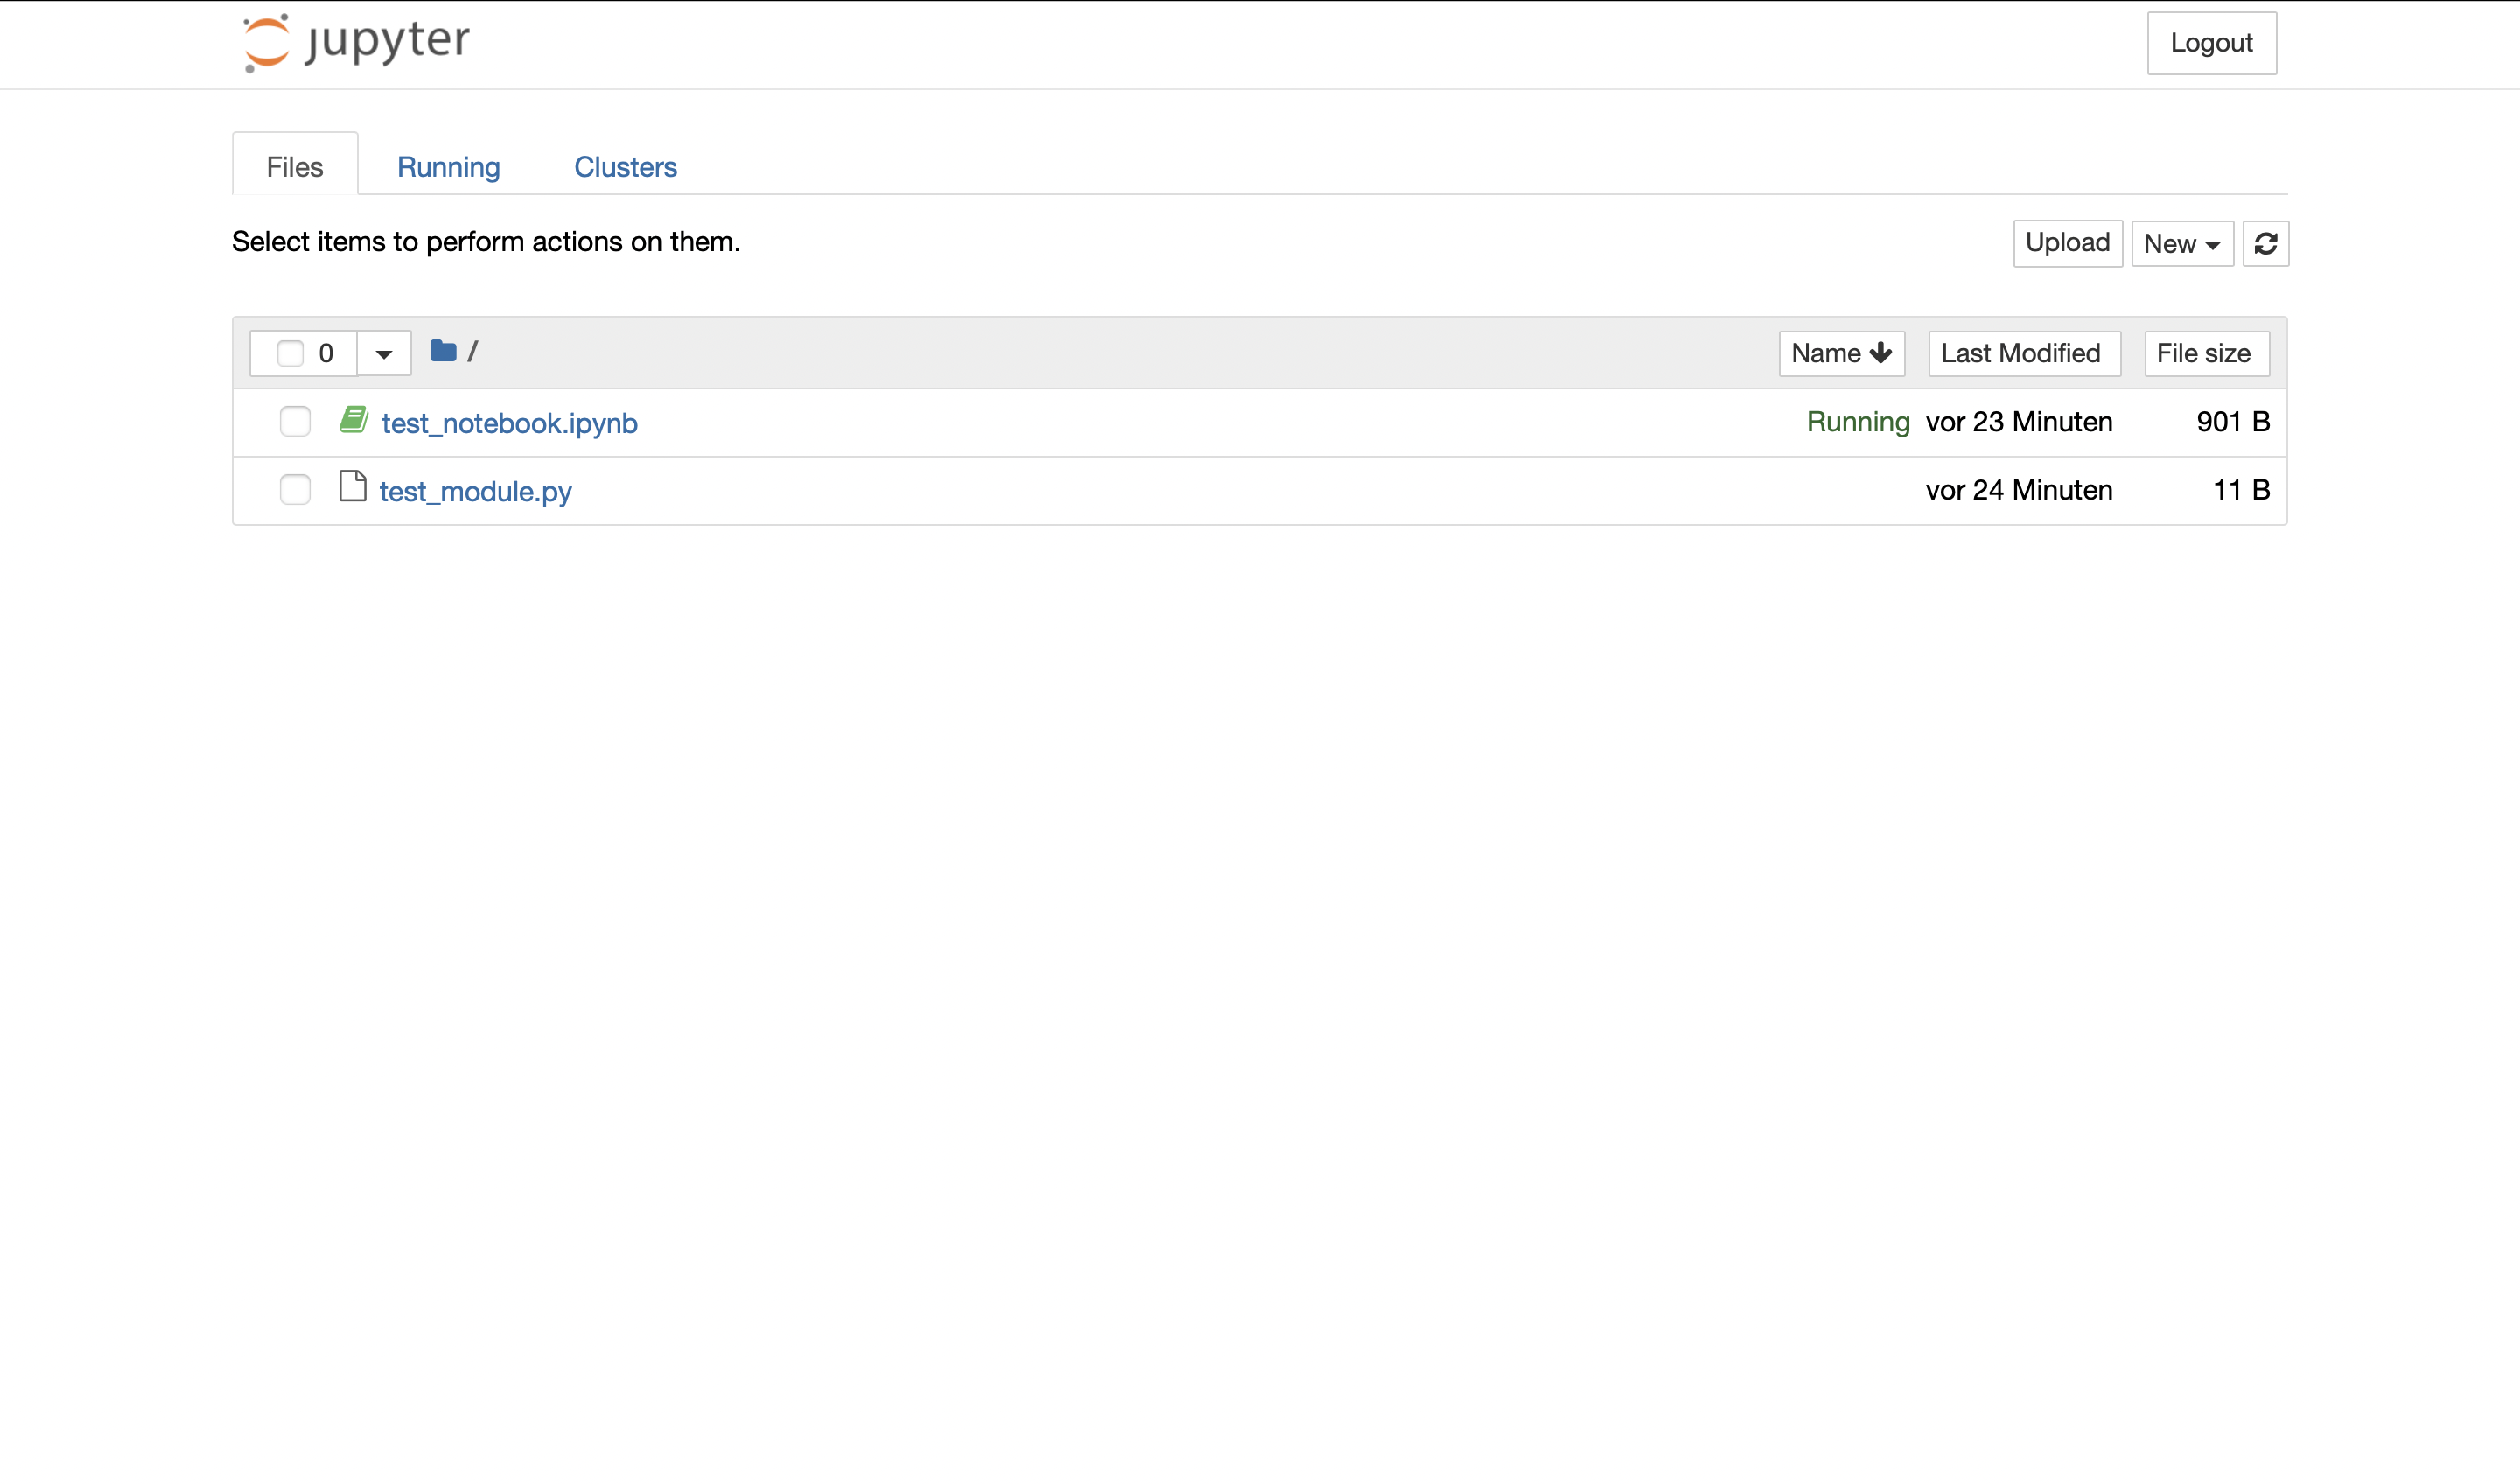 jupyter
Logout
Files Running Clusters
Select items to perform actions on them.
Upload New
0 / Name Last Modified File size
test_notebook.ipynb Running vor 23 Minuten 901 B
test_module.py vor 24 Minuten 11 B